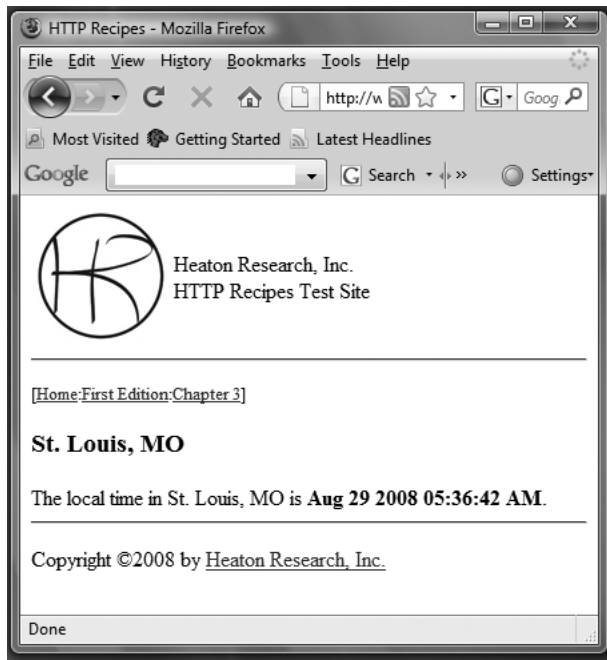 HTTP Recipes - Mozilla Firefox
File Edit View History Bookmarks Tools Help
http://w G Goog
Most Visited Getting Started Latest Headlines
Google G Search » Settings
HR Heaton Research, Inc.
HTTP Recipes Test Site
[Home:First Edition:Chapter 3]
St. Louis, MO
The local time in St. Louis, MO is Aug 29 2008 05:36:42 AM.
Copyright ©2008 by Heaton Research, Inc.
Done